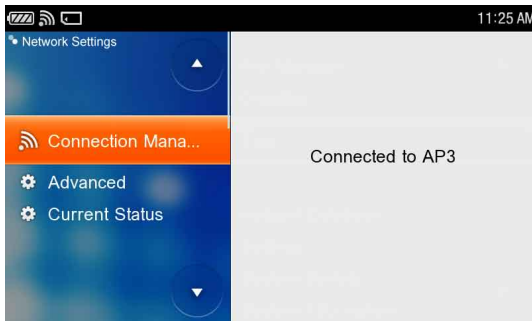 11:25 AM
Network Settings
Connection Mana...
Connected to AP3
Advanced
Current Status